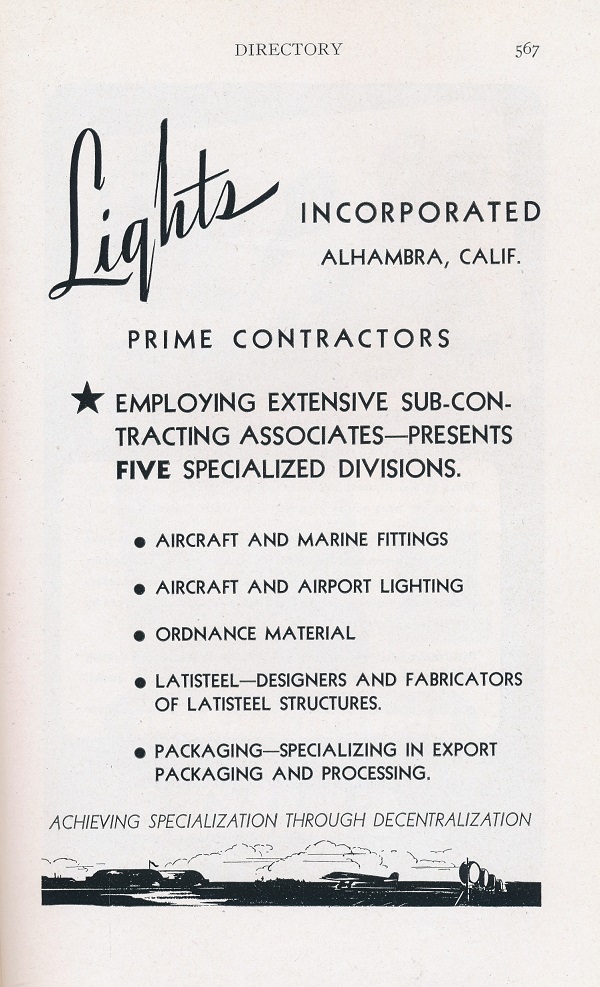 DIRECTORY 567
Lights
INCORPORATED
ALHAMBRA, CALIF.
PRIME CONTRACTORS
★ EMPLOYING EXTENSIVE SUB-CON-
TRACTING ASSOCIATES—PRESENTS
FIVE SPECIALIZED DIVISIONS.
● AIRCRAFT AND MARINE FITTINGS
● AIRCRAFT AND AIRPORT LIGHTING
● ORDNANCE MATERIAL
● LATISTEEL—DESIGNERS AND FABRICATORS
OF LATISTEEL STRUCTURES.
● PACKAGING—SPECIALIZING IN EXPORT
PACKAGING AND PROCESSING.
ACHIEVING SPECIALIZATION THROUGH DECENTRALIZATION